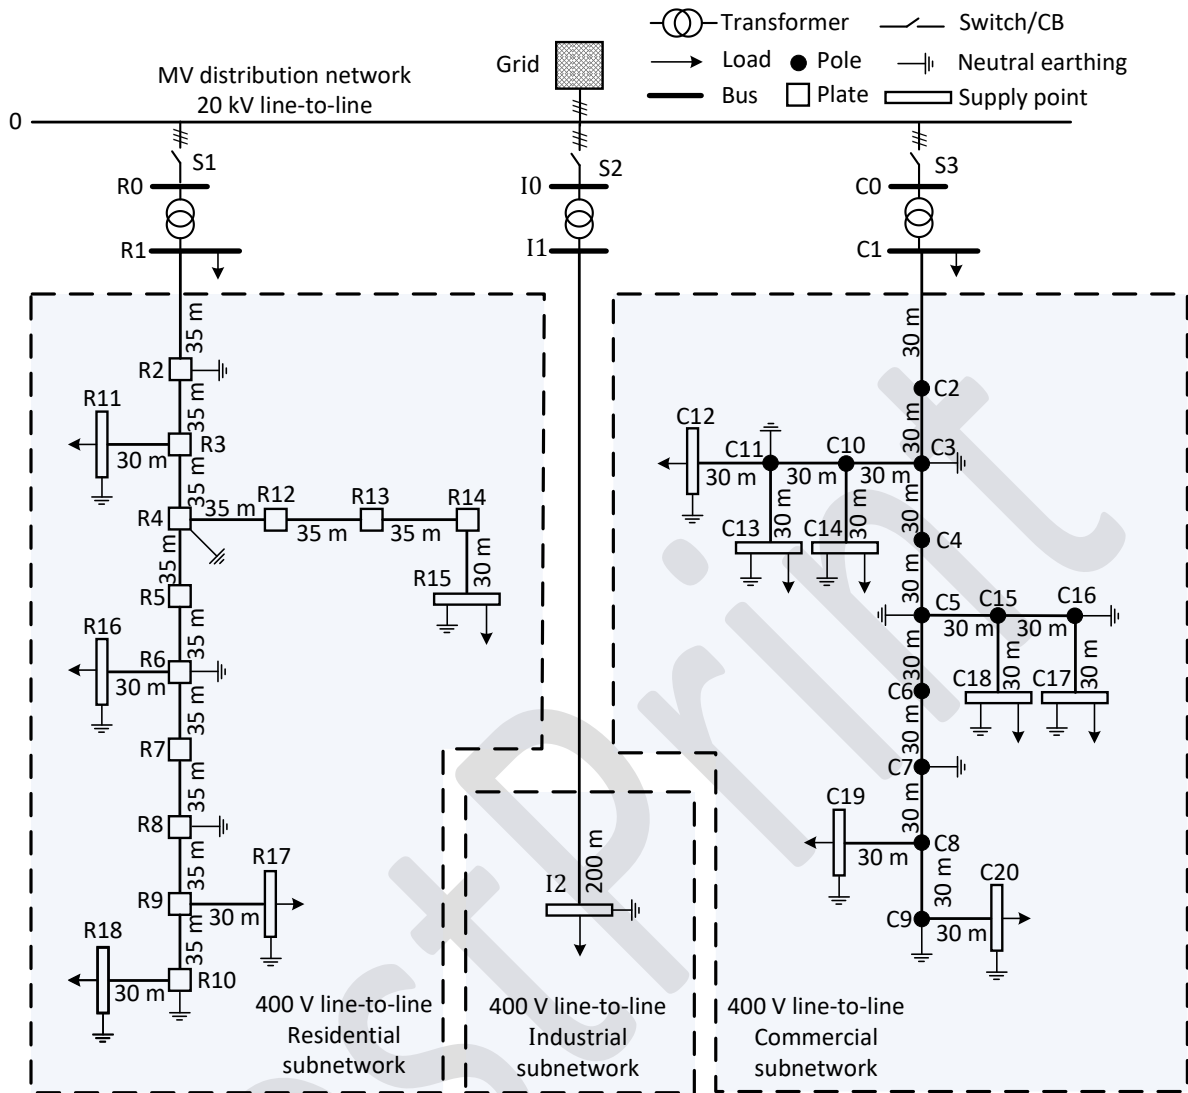 Transformer
Switch/CB
Grid
Load
Pole
Neutral earthing
Bus
Plate
Supply point
MV distribution network
20 kV line-to-line
0
S1
S2
S3
R0
I0
C0
R1
I1
C1
35 m
30 m
R2
C2
35 m
30 m
R11
C12
R3
C11
C10
C3
30 m
30 m
30 m
30 m
35 m
30 m
30 m
30 m
R4
35 m
R12
R13
R14
35 m
35 m
C13
C14
C4
35 m
30 m
30 m
R5
R15
C5
C15
C16
30 m
30 m
R16
35 m
30 m
30 m
30 m
R6
30 m
C6
C18
C17
35 m
30 m
R7
C7
35 m
30 m
C19
R8
C8
30 m
35 m
200 m
30 m
R17
I2
C20
R9
30 m
C9
30 m
R18
35 m
R10
30 m
400 V line-to-line
Residential
subnetwork
400 V line-to-line
Industrial
subnetwork
400 V line-to-line
Commercial
subnetwork